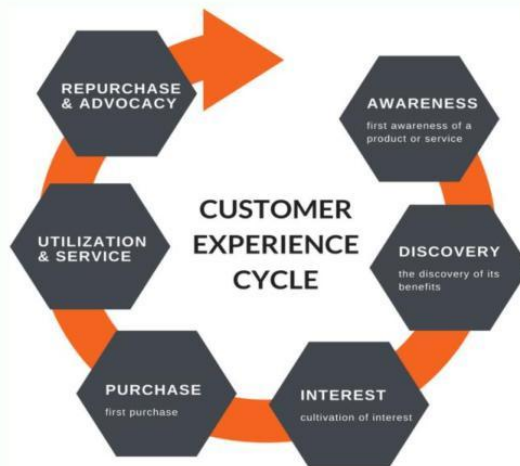 CUSTOMER
EXPERIENCE
CYCLE
AWARENESS
first awareness of a
product or service
DISCOVERY
the discovery of its
benefits
INTEREST
cultivation of interest
PURCHASE
first purchase
UTILIZATION
& SERVICE
REPURCHASE
& ADVOCACY